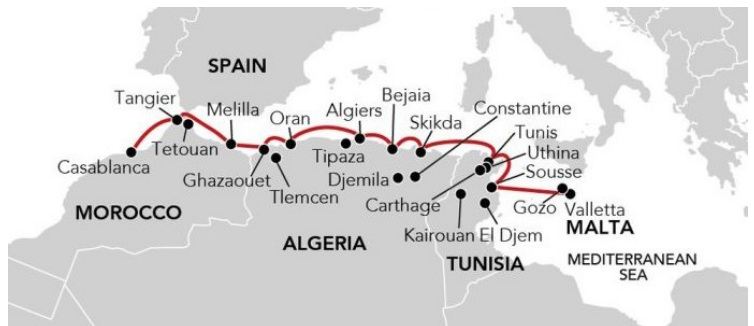 SPAIN
Tangier
Melilla
Oran
Algiers
Bejaia
Constantine
Skikda
Tunis
Uthina
Sousse
Casablanca
Tetouan
Ghazaouet
Tlemcen
Tipaza
Djemila
Carthage
Kairouan
El Djem
Gozo
Valletta
MOROCCO
ALGERIA
TUNISIA
MALTA
MEDITERRANEAN
SEA